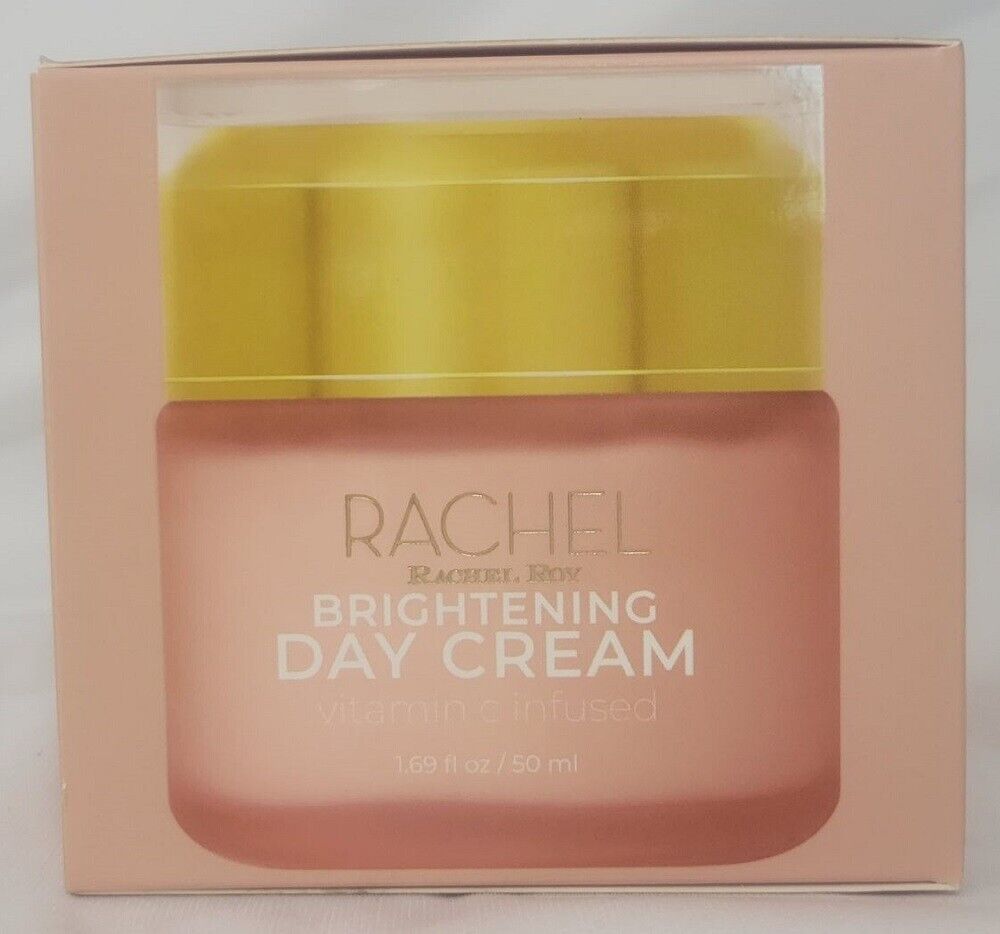 RACHEL
RACHEL ROY
BRIGHTENING
DAY CREAM
vitamin c infused
1.69 fl oz / 50 ml